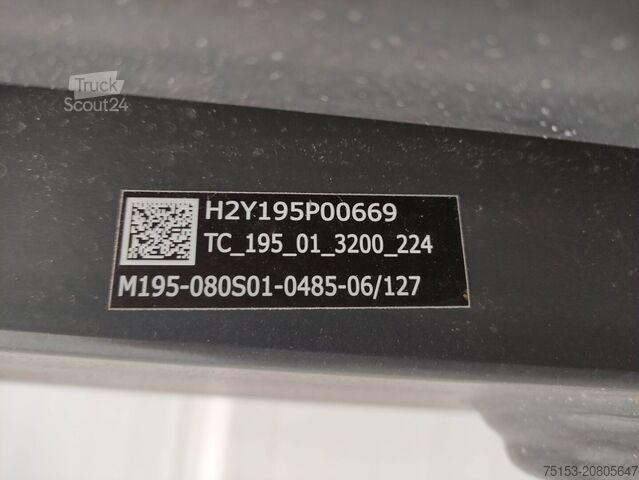 Truck
Scout24
H2Y195P00669
TC_195_01_3200_224
M195-080S01-0485-06/127
75153-20805647